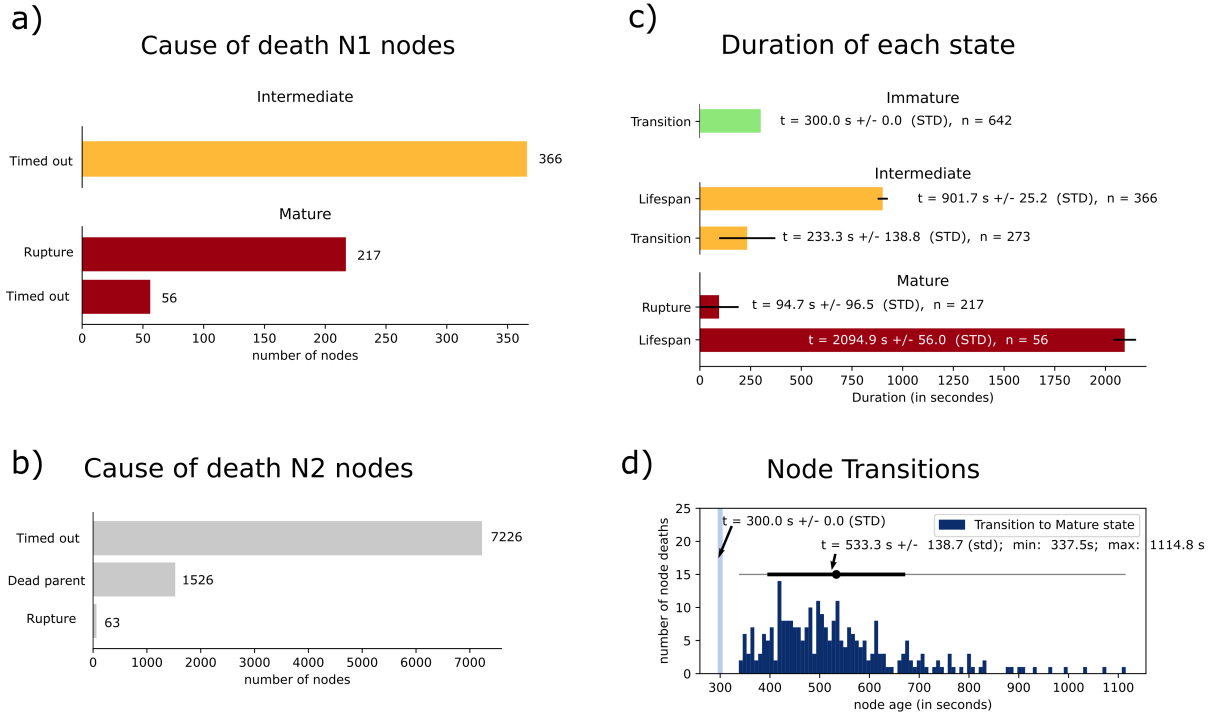 a)
Cause of death N1 nodes
Intermediate
Timed out
366
Mature
Rupture
217
Timed out
56
0 50 100 150 200 250 300 350
number of nodes
b)
Cause of death N2 nodes
Timed out
7226
Dead parent
1526
Rupture
63
0 1000 2000 3000 4000 5000 6000 7000
number of nodes
c)
Duration of each state
Immature
Transition
t = 300.0 s +/- 0.0 (STD), n = 642
Intermediate
Lifespan
t = 901.7 s +/- 25.2 (STD), n = 366
Transition
t = 233.3 s +/- 138.8 (STD), n = 273
Mature
Rupture
t = 94.7 s +/- 96.5 (STD), n = 217
Lifespan
t = 2094.9 s +/- 56.0 (STD), n = 56
0 250 500 750 1000 1250 1500 1750 2000
Duration (in secondes)
d)
Node Transitions
25
20
15
10
5
0
number of node deaths
t = 300.0 s +/- 0.0 (STD)
Transition to Mature state
t = 533.3 s +/- 138.7 (std); min: 337.5s; max: 1114.8 s
300 400 500 600 700 800 900 1000 1100
node age (in seconds)